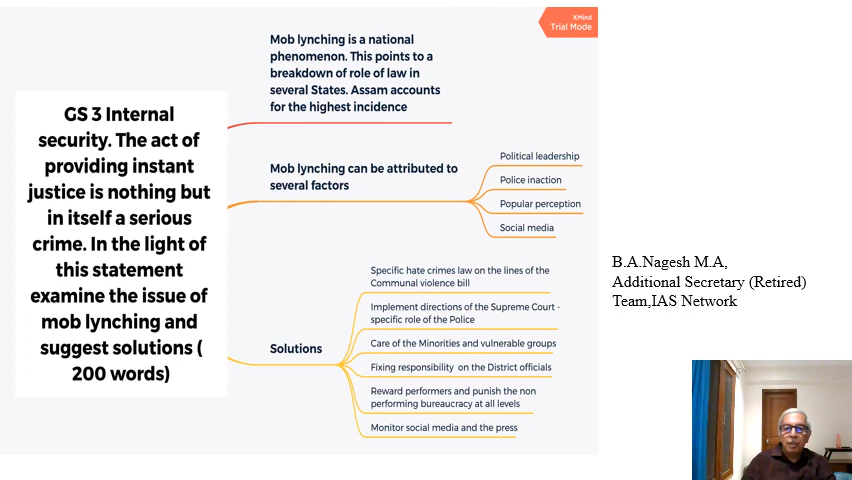 XMind
Trial Mode
Mob lynching is a national
phenomenon. This points to a
breakdown of role of law in
several States. Assam accounts
for the highest incidence
GS 3 Internal
security. The act of
providing instant
justice is nothing but
in itself a serious
crime. In the light of
this statement
examine the issue of
mob lynching and
suggest solutions (
200 words)
Mob lynching can be attributed to
several factors
Political leadership
Police inaction
Popular perception
Social media
Solutions
Specific hate crimes law on the lines of the
Communal violence bill
Implement directions of the Supreme Court -
specific role of the Police
Care of the Minorities and vulnerable groups
Fixing responsibility on the District officials
Reward performers and punish the non
performing bureaucracy at all levels
Monitor social media and the press
B.A.Nagesh M.A,
Additional Secretary (Retired)
Team,IAS Network